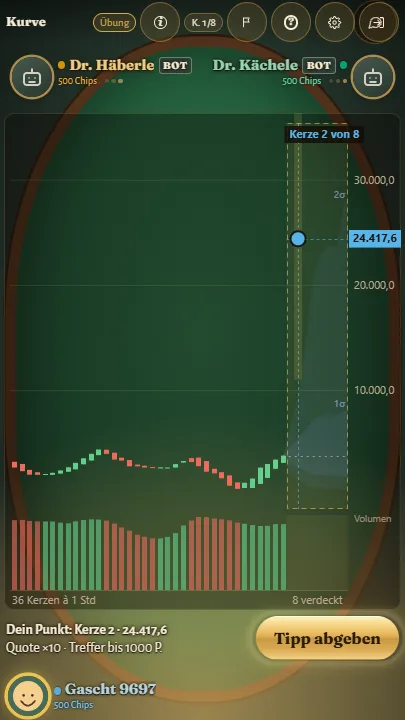 Kurve
Übung
K. 1/8
Dr. Häberle BOT
500 Chips
Dr. Kächele BOT
500 Chips
Kerze 2 von 8
30.000,0
2σ
24.417,6
20.000,0
10.000,0
1σ
Volumen
36 Kerzen à 1 Std
8 verdeckt
Dein Punkt: Kerze 2 · 24.417,6
Quote ×10 · Treffer bis 1000 P.
Tipp abgeben
Gascht 9697
500 Chips